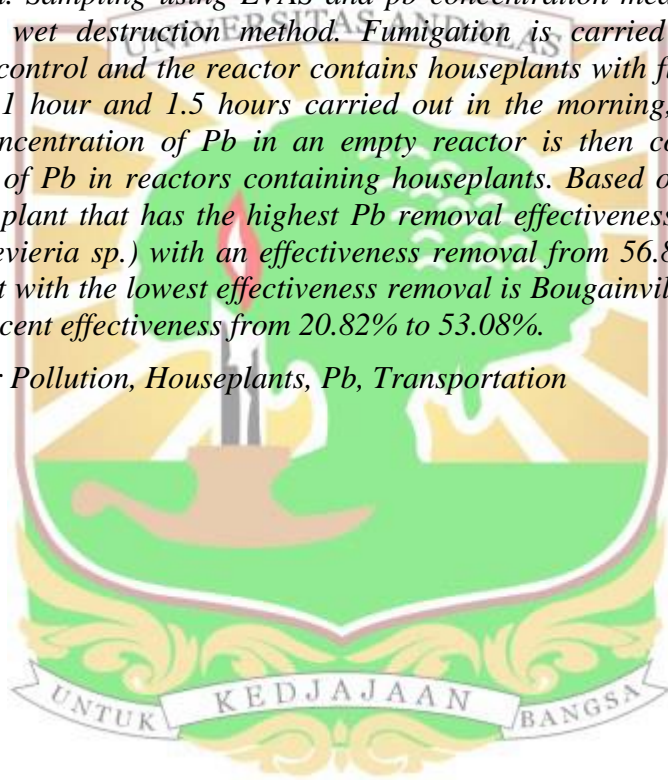 Sampling using LVAS and pb concentration
UNIVERSITAS ANDALAS
wet destruction method. Fumigation is carried
control and the reactor contains houseplants with
1 hour and 1.5 hours carried out in the morning,
concentration of Pb in an empty reactor is then
of Pb in reactors containing houseplants. Based
plant that has the highest Pb removal effectiveness
evieria sp.) with an effectiveness removal from 56.8
t with the lowest effectiveness removal is Bougainvil
cent effectiveness from 20.82% to 53.08%.
: Pollution, Houseplants, Pb, Transportation
UNTUK KEDJAJAAN BANGSA